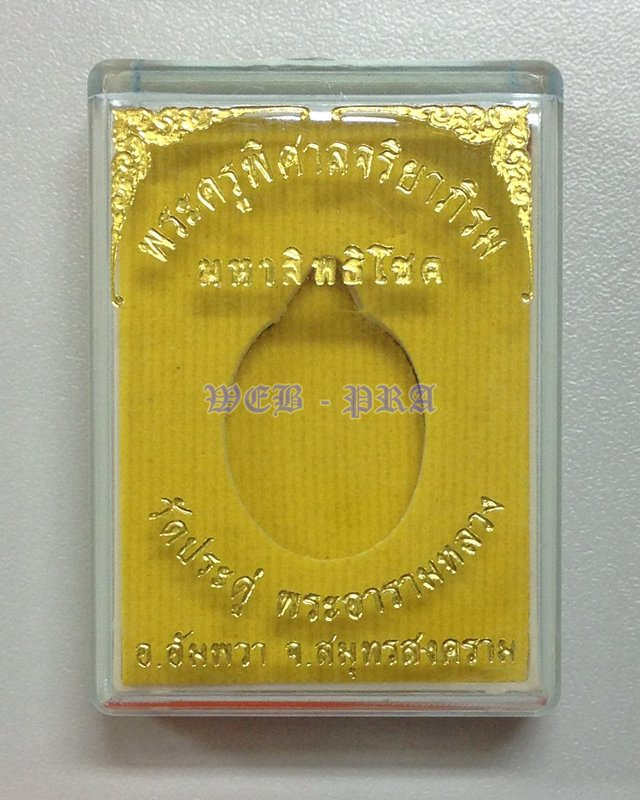 พระครูพิศาลจริยาภิรม
มหาสิทธิโชค
WEB - PRA
วัดประดู่ พระอารามหลวง
อ.อัมพวา จ.สมุทรสงคราม